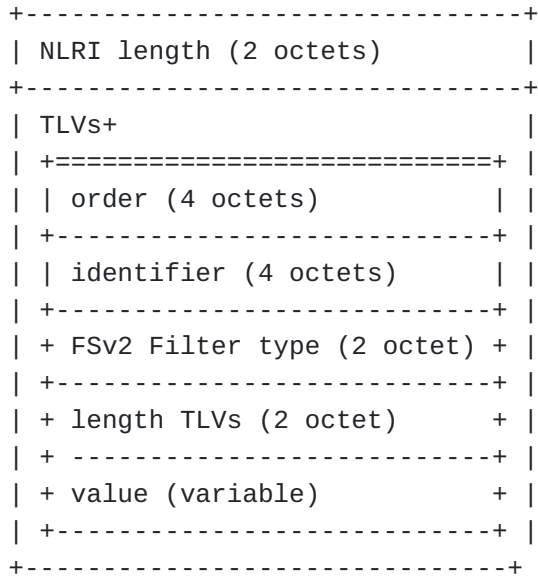 +--------------------------------+
| NLRI length (2 octets)         |
+--------------------------------+
| TLVs+                          |
| +============================+ |
| | order (4 octets)           | |
| +----------------------------+ |
| | identifier (4 octets)      | |
| +----------------------------+ |
| + FSv2 Filter type (2 octet) + |
| +----------------------------+ |
| + length TLVs (2 octet)      + |
| + ---------------------------+ |
| + value (variable)           + |
| +----------------------------+ |
+-------------------------------+